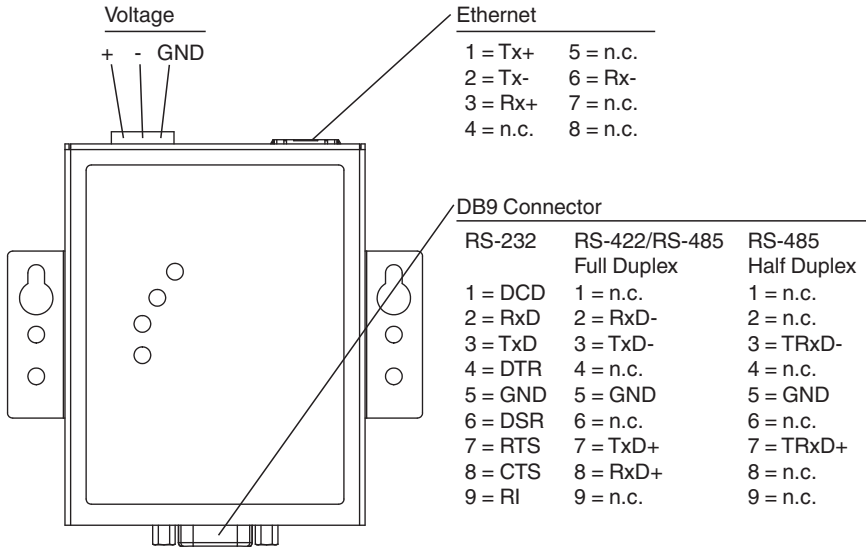 Voltage
+ - GND
Ethernet
1 = Tx+ 5 = n.c.
2 = Tx- 6 = Rx-
3 = Rx+ 7 = n.c.
4 = n.c. 8 = n.c.
DB9 Connector
RS-232 RS-422/RS-485 RS-485
Full Duplex Half Duplex
1 = DCD 1 = n.c. 1 = n.c.
2 = RxD 2 = RxD- 2 = n.c.
3 = TxD 3 = TxD- 3 = TRxD-
4 = DTR 4 = n.c. 4 = n.c.
5 = GND 5 = GND 5 = GND
6 = DSR 6 = n.c. 6 = n.c.
7 = RTS 7 = TxD+ 7 = TRxD+
8 = CTS 8 = RxD+ 8 = n.c.
9 = RI 9 = n.c. 9 = n.c.